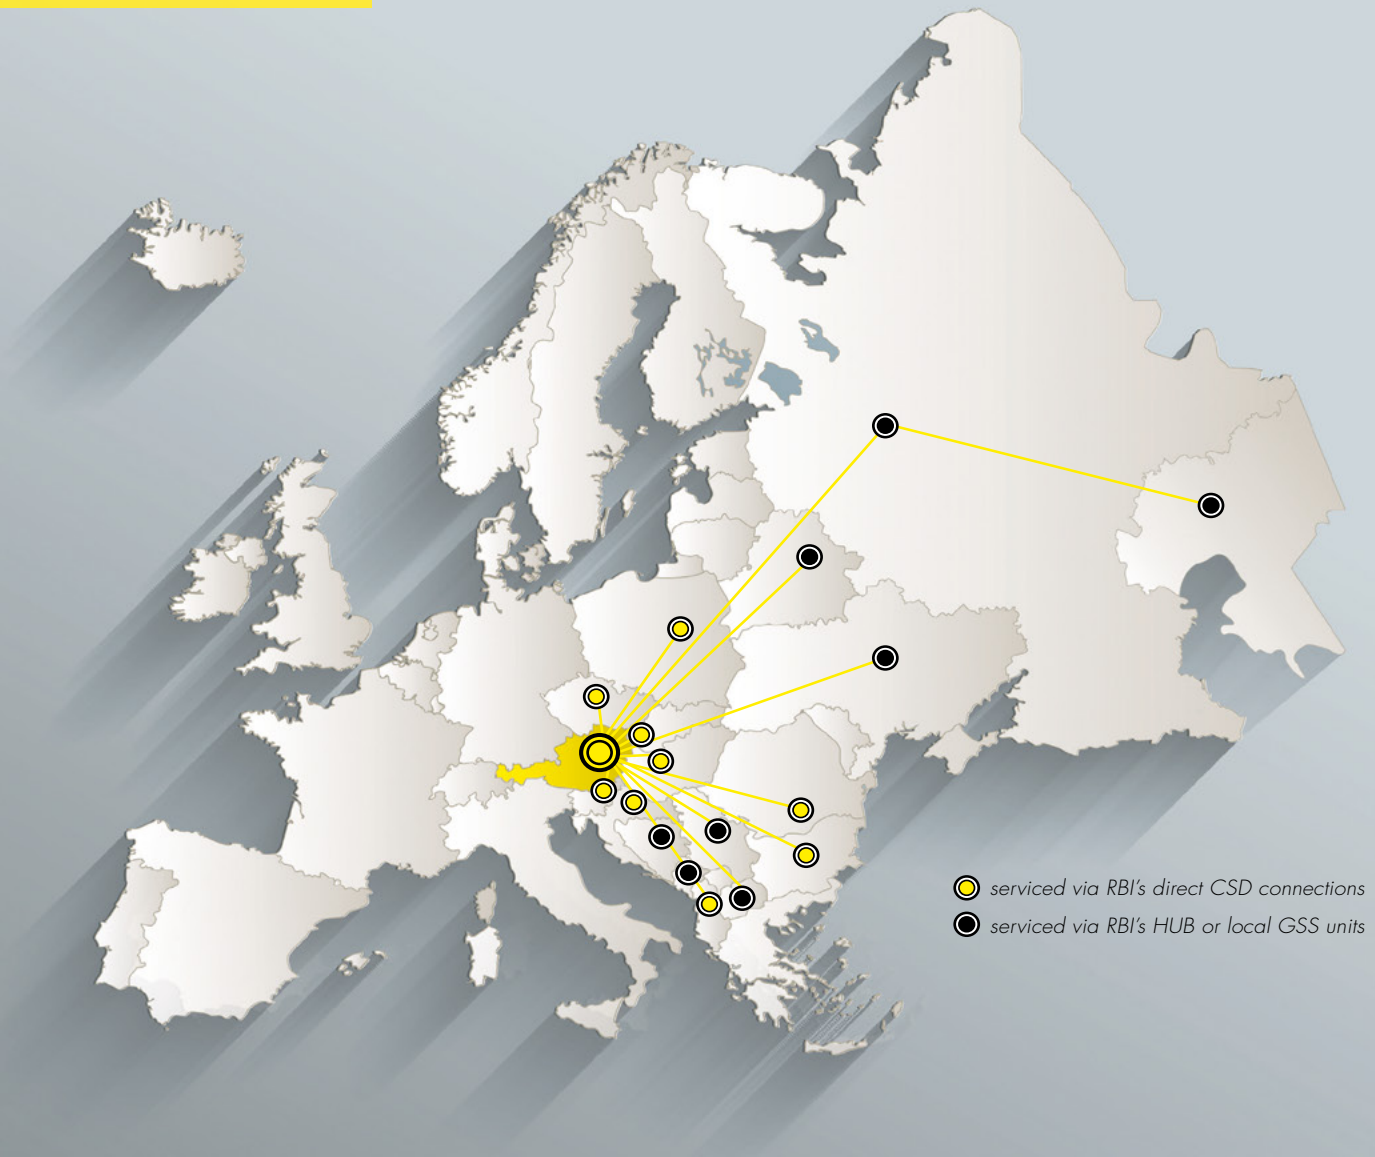 serviced via RBI's direct CSD connections
serviced via RBI's HUB or local GSS units